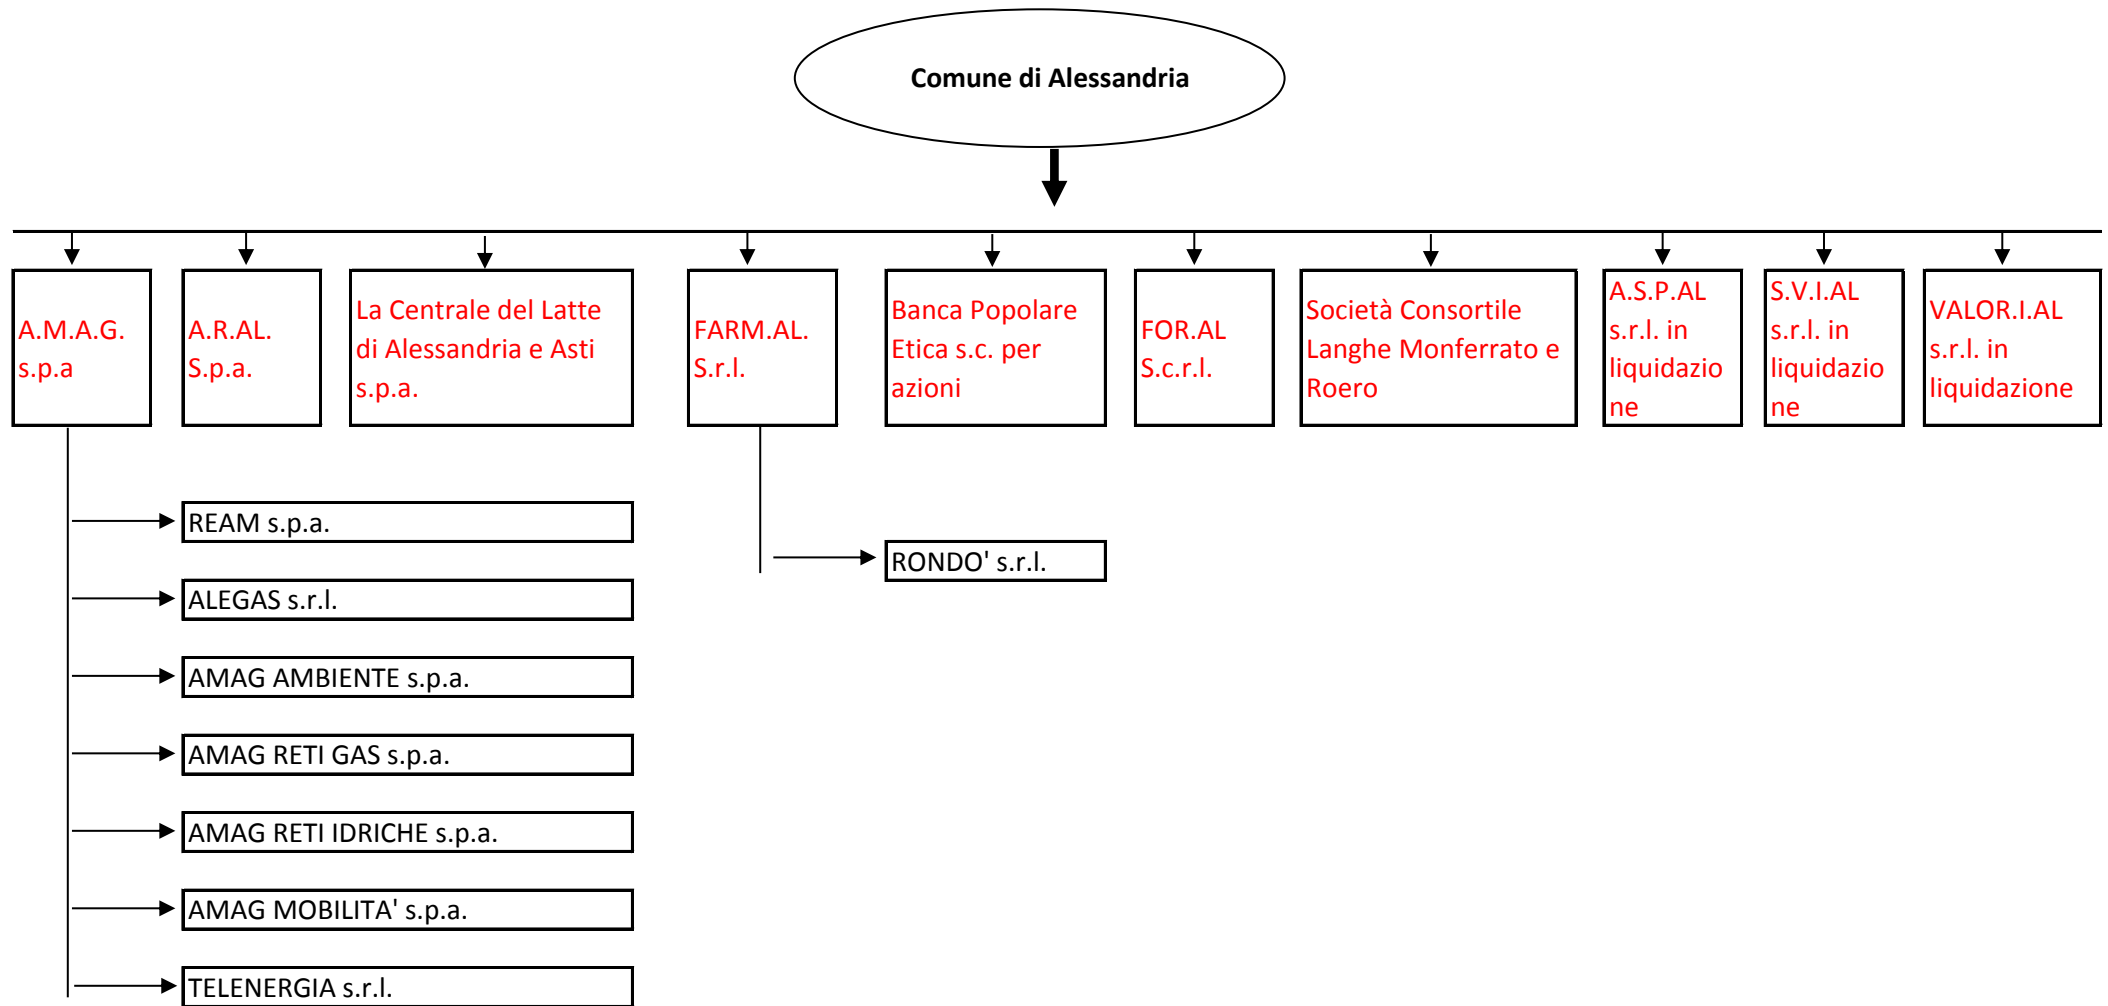 Comune di Alessandria
A.M.A.G.
s.p.a
A.R.AL.
S.p.a.
La Centrale del Latte
di Alessandria e Asti
s.p.a.
FARM.AL.
S.r.l.
Banca Popolare
Etica s.c. per
azioni
FOR.AL
S.c.r.l.
Società Consortile
Langhe Monferrato e
Roero
A.S.P.AL
s.r.l. in
liquidazio
ne
S.V.I.AL
s.r.l. in
liquidazio
ne
VALOR.I.AL
s.r.l. in
liquidazione
REAM s.p.a.
RONDO' s.r.l.
ALEGAS s.r.l.
AMAG AMBIENTE s.p.a.
AMAG RETI GAS s.p.a.
AMAG RETI IDRICHE s.p.a.
AMAG MOBILITA' s.p.a.
TELENERGIA s.r.l.